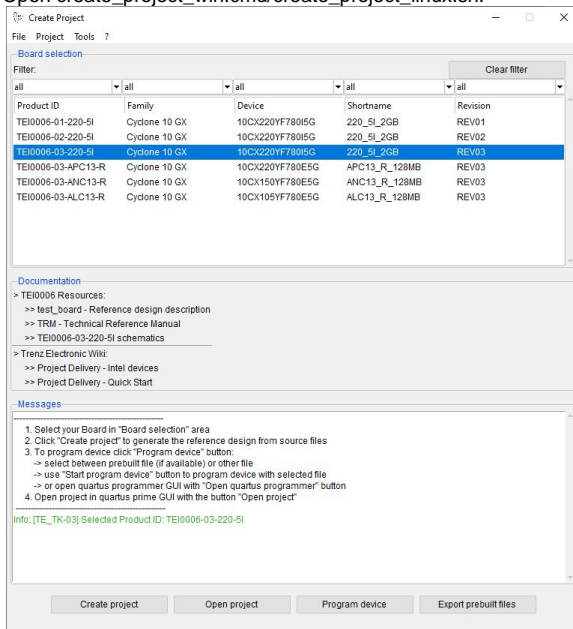 Open create_project_win.cmd/create_project_linux.sh:
Create Project
File Project Tools ?
Board selection
Filter: Clear filter
all all all all all
Product ID Family Device Shortname Revision
TEI0006-01-220-5I Cyclone 10 GX 10CX220YF780I5G 220_5I_2GB REV01
TEI0006-02-220-5I Cyclone 10 GX 10CX220YF780I5G 220_5I_2GB REV02
TEI0006-03-220-5I Cyclone 10 GX 10CX220YF780I5G 220_5I_2GB REV03
TEI0006-03-APC13-R Cyclone 10 GX 10CX220YF780E5G APC13_R_128MB REV03
TEI0006-03-ANC13-R Cyclone 10 GX 10CX150YF780E5G ANC13_R_128MB REV03
TEI0006-03-ALC13-R Cyclone 10 GX 10CX105YF780E5G ALC13_R_128MB REV03
Documentation
> TEI0006 Resources:
>> test_board - Reference design description
>> TRM - Technical Reference Manual
>> TEI0006-03-220-5I schematics
> Trenz Electronic Wiki:
>> Project Delivery - Intel devices
>> Project Delivery - Quick Start
Messages
------------------------------------------------------
1. Select your Board in "Board selection" area
2. Click "Create project" to generate the reference design from source files
3. To program device click "Program device" button:
-> select between prebuilt file (if available) or other file
-> use "Start program device" button to program device with selected file
-> or open quartus programmer GUI with "Open quartus programmer" button
4. Open project in quartus prime GUI with the button "Open project"
------------------------------------------------------
Info: [TE_TK-03] Selected Product ID: TEI0006-03-220-5I
Create project Open project Program device Export prebuilt files